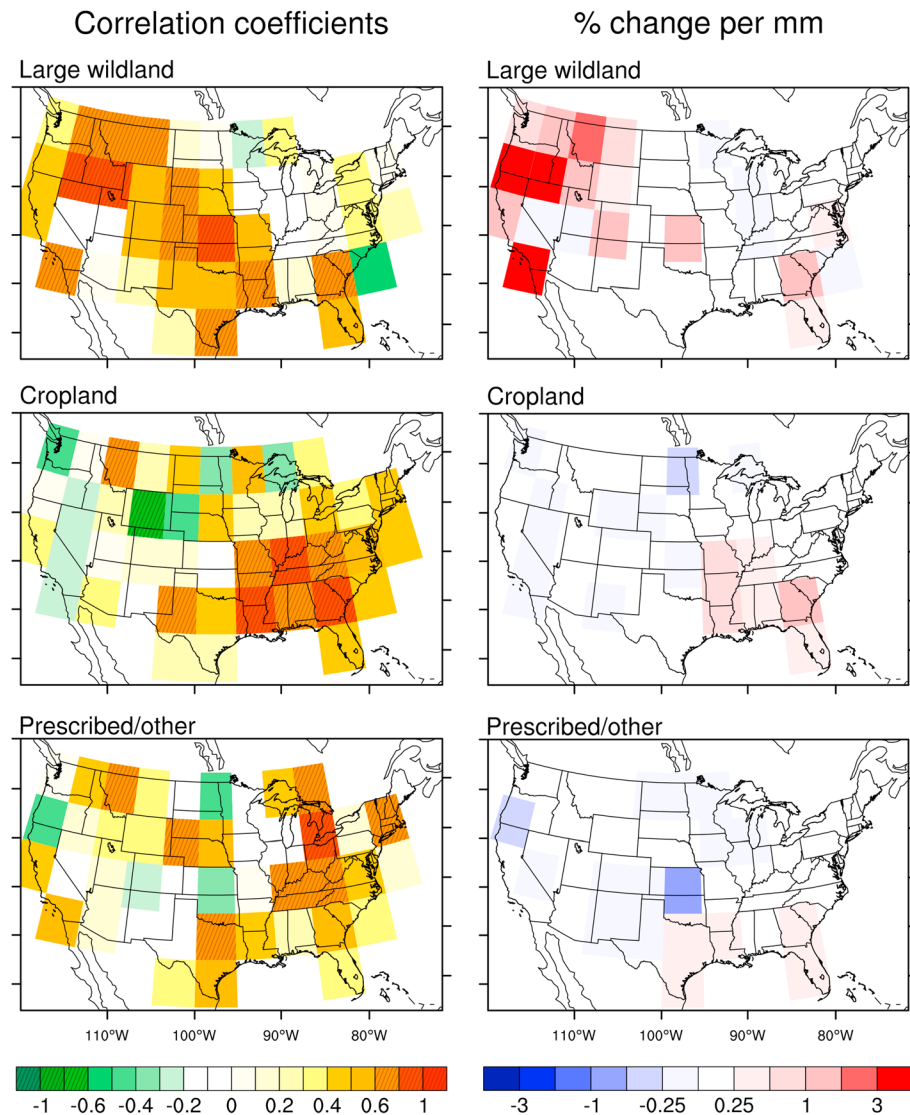 Correlation coefficients % change per mm
Large wildland Large wildland
Cropland Cropland
Prescribed/other Prescribed/other
110°W 100°W 90°W 80°W 110°W 100°W 90°W 80°W
-1 -0.6 -0.4 -0.2 0 0.2 0.4 0.6 1 -3 -1 -0.25 0.25 1 3